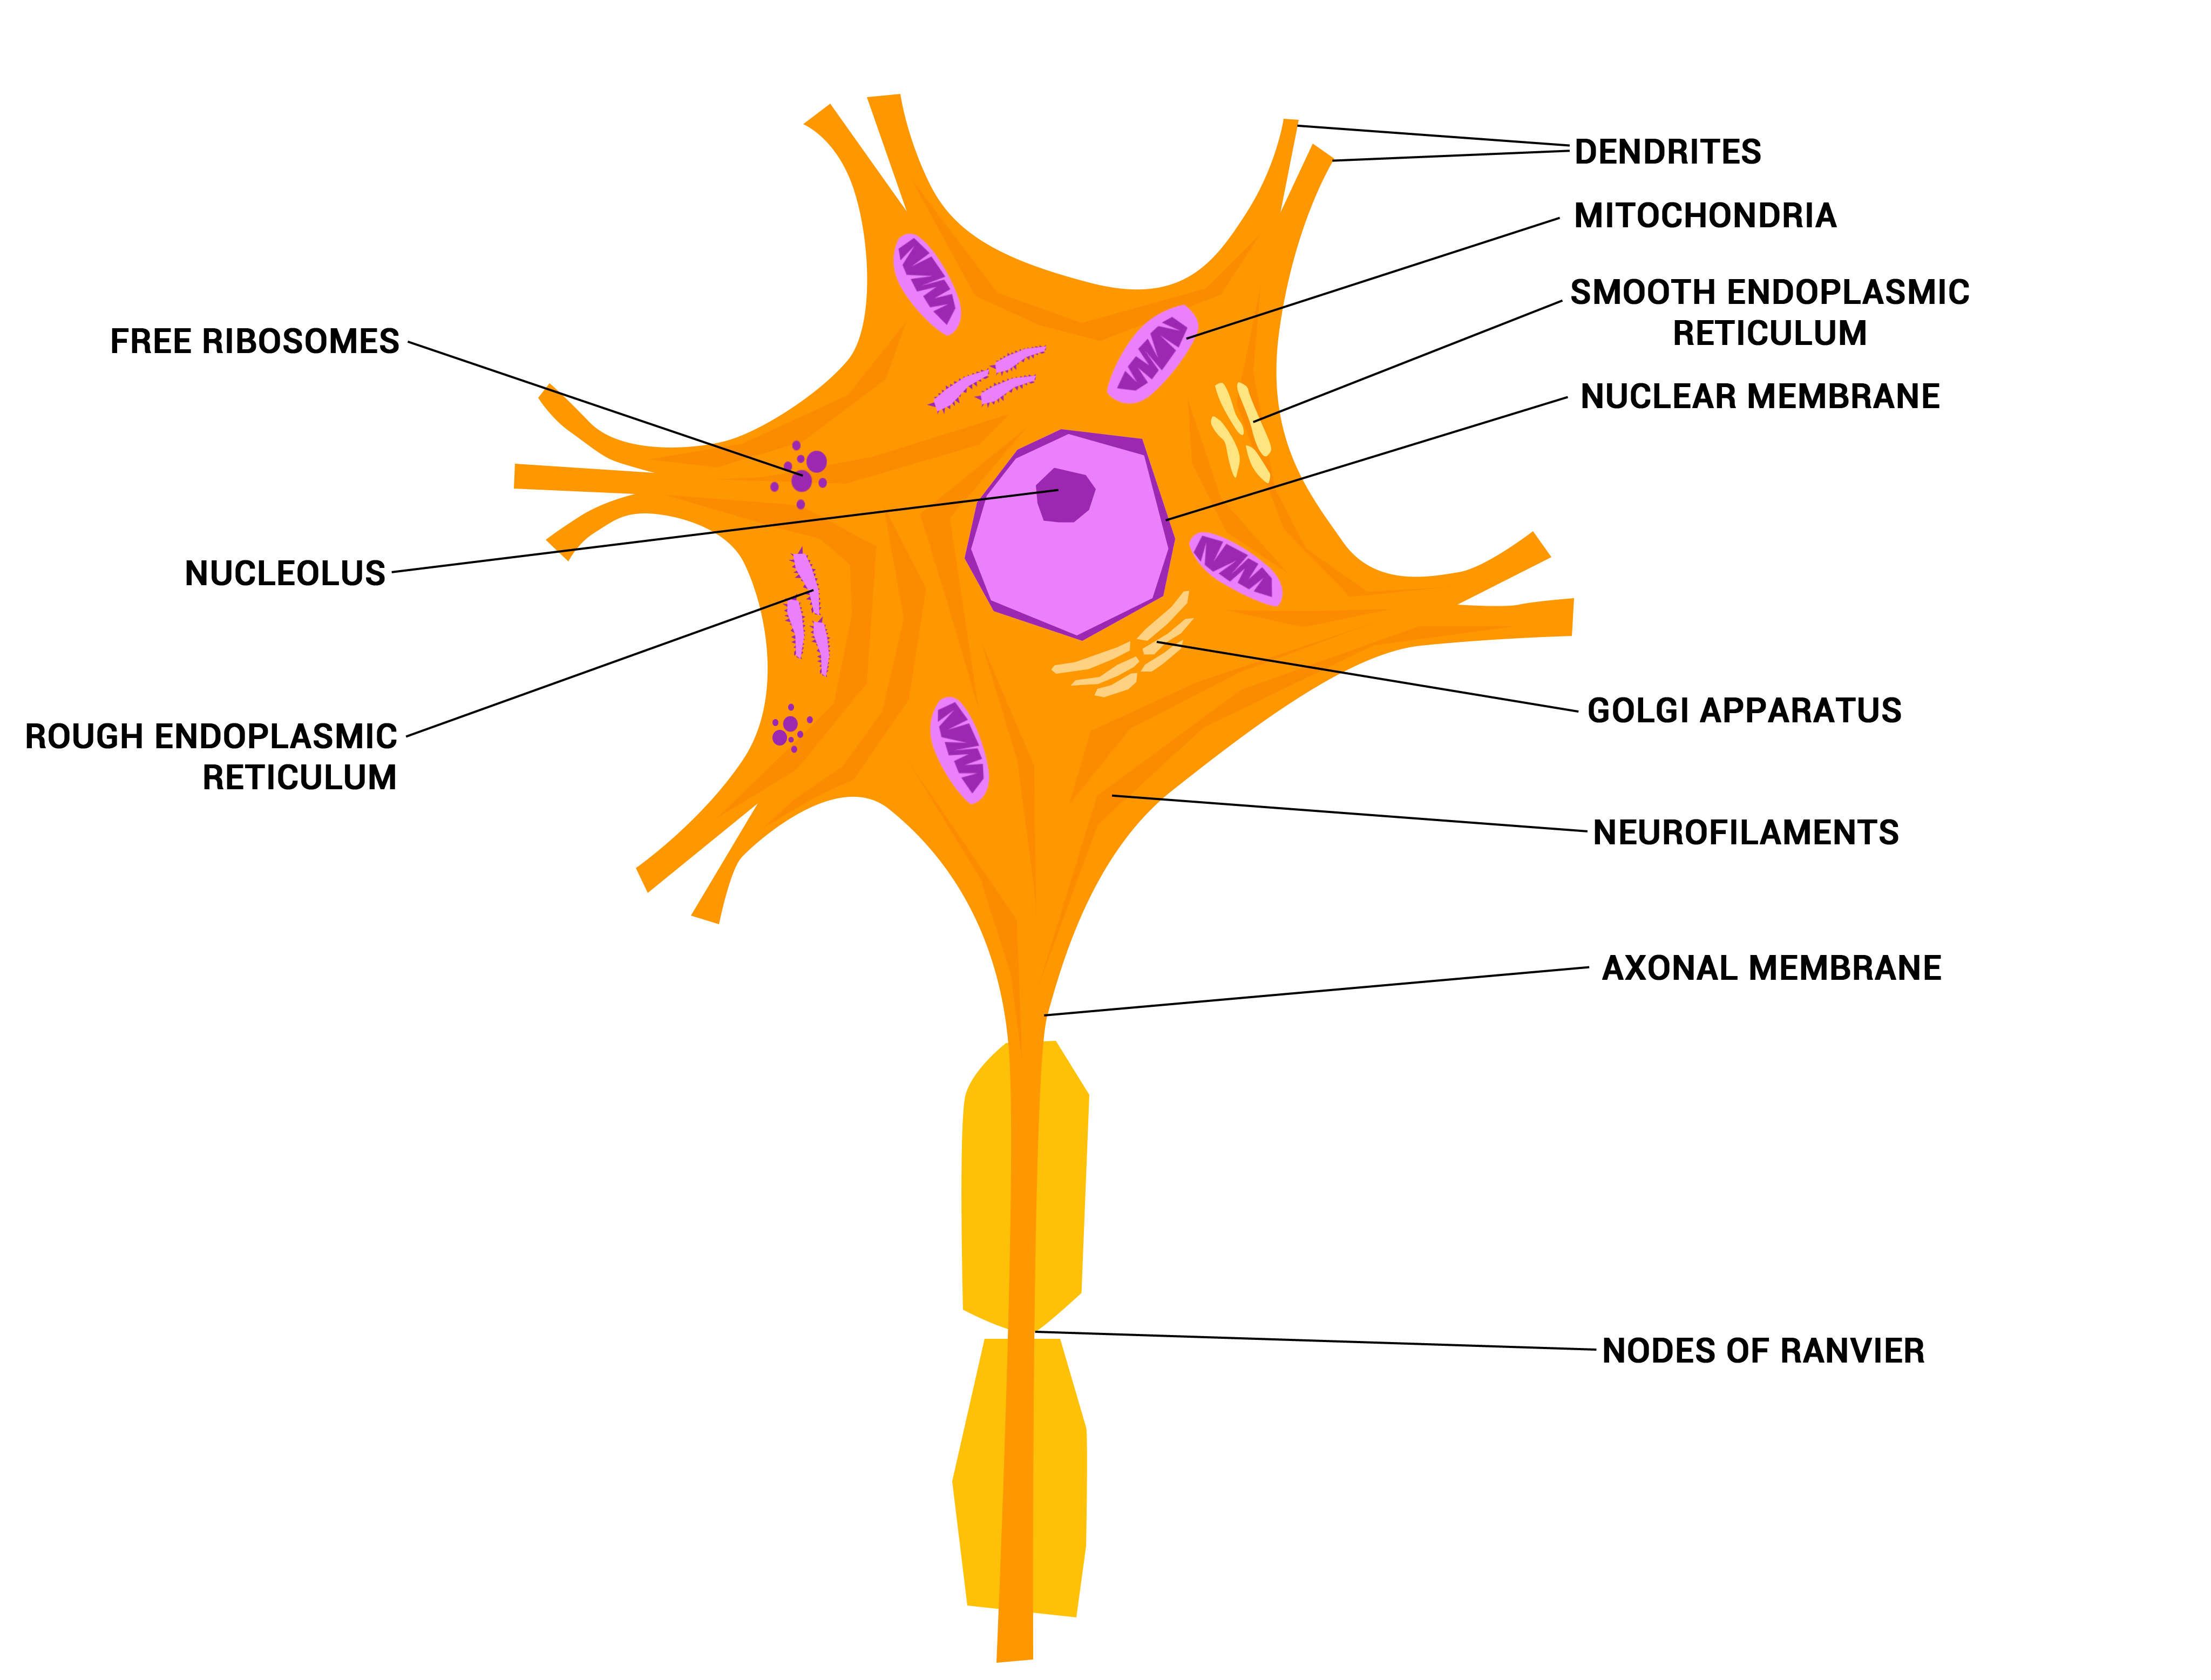 DENDRITES
MITOCHONDRIA
SMOOTH ENDOPLASMIC
RETICULUM
NUCLEAR MEMBRANE
GOLGI APPARATUS
NEUROFILAMENTS
AXONAL MEMBRANE
NODES OF RANVIER
FREE RIBOSOMES
NUCLEOLUS
ROUGH ENDOPLASMIC
RETICULUM